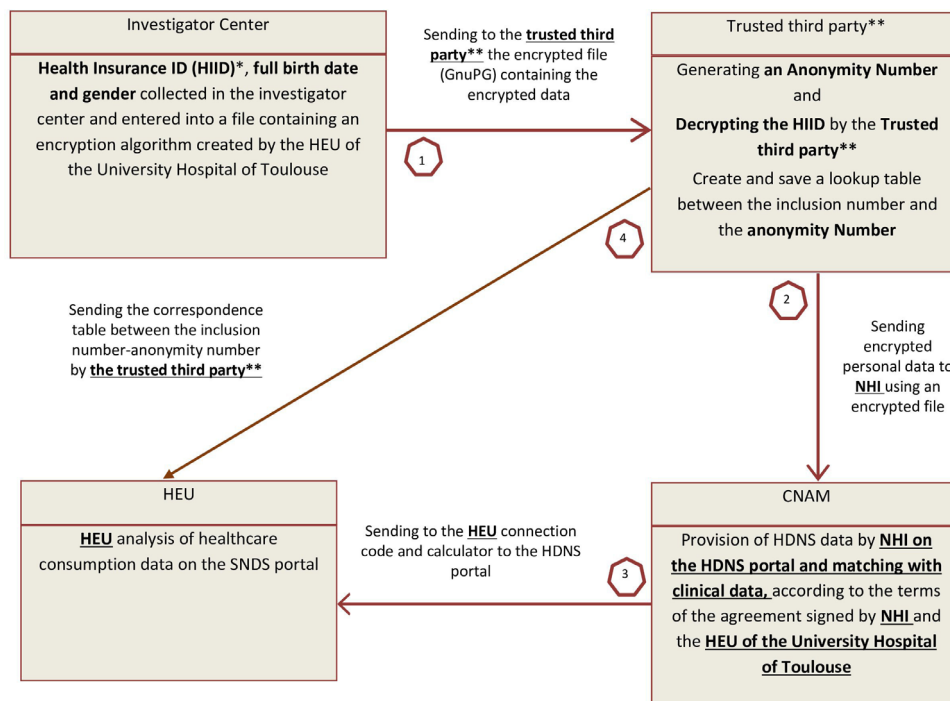 Investigator Center
Health Insurance ID (HIID)*, full birth date
and gender collected in the investigator
center and entered into a file containing an
encryption algorithm created by the HEU of
the University Hospital of Toulouse
Sending to the trusted third
party** the encrypted file
(GnuPG) containing the
encrypted data
1
Trusted third party**
Generating an Anonymity Number
and
Decrypting the HIID by the Trusted
third party**
Create and save a lookup table
between the inclusion number and
the anonymity Number
4
2
Sending the correspondence
table between the inclusion
number-anonymity number
by the trusted third party**
Sending
encrypted
personal data to
NHI using an
encrypted file
HEU
HEU analysis of healthcare
consumption data on the SNDS portal
Sending to the HEU connection
code and calculator to the HDNS
portal
3
CNAM
Provision of HDNS data by NHI on
the HDNS portal and matching with
clinical data, according to the terms
of the agreement signed by NHI and
the HEU of the University Hospital
of Toulouse